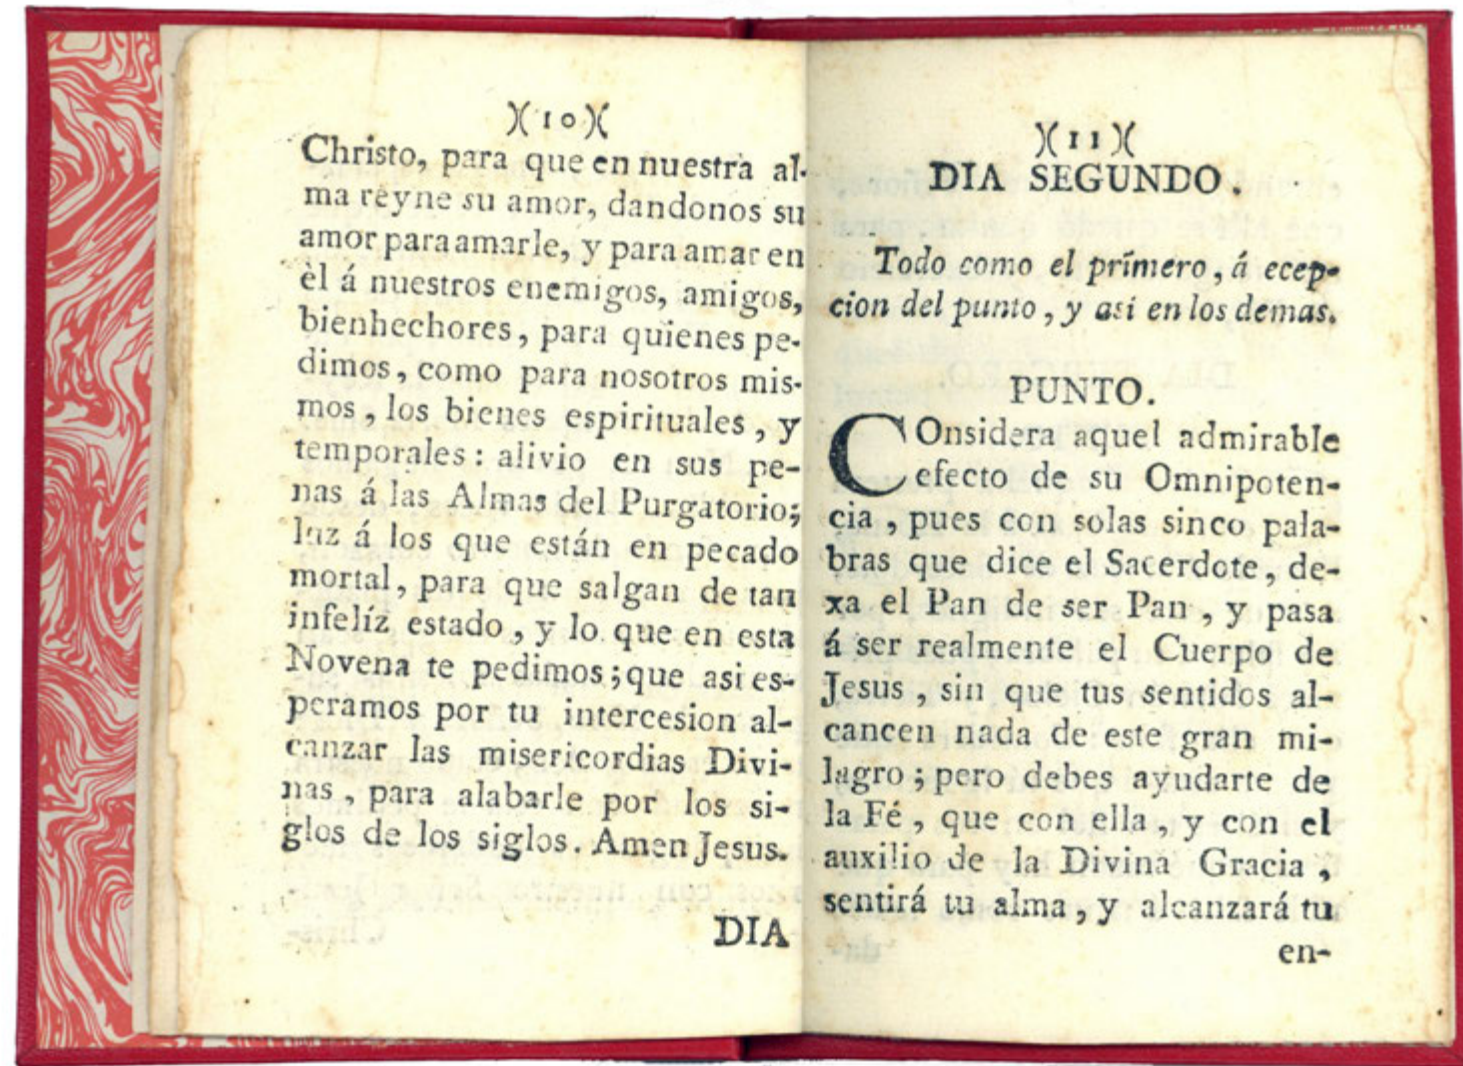 )( 10 )(
Christo, para que en nuestra al-
ma reyne su amor, dandonos su
amor para amarle, y para amar en
èl á nuestros enemigos, amigos,
bienhechores, para quienes pe-
dimos, como para nosotros mis-
mos, los bienes espirituales, y
temporales: alivio en sus pe-
nas á las Almas del Purgatorio;
luz á los que están en pecado
mortal, para que salgan de tan
infelíz estado, y lo que en esta
Novena te pedimos; que asi es-
peramos por tu intercesion al-
canzar las misericordias Divi-
nas, para alabarle por los si-
glos de los siglos. Amen Jesus.
DIA
)( 11 )(
DIA SEGUNDO.
Todo como el primero, á ecep-
cion del punto, y así en los demas.
PUNTO.
COnsidera aquel admirable
efecto de su Omnipoten-
cia, pues con solas sinco pala-
bras que dice el Sacerdote, de-
xa el Pan de ser Pan, y pasa
á ser realmente el Cuerpo de
Jesus, sin que tus sentidos al-
cancen nada de este gran mi-
lagro; pero debes ayudarte de
la Fé, que con ella, y con el
auxilio de la Divina Gracia,
sentirá tu alma, y alcanzará tu
en-